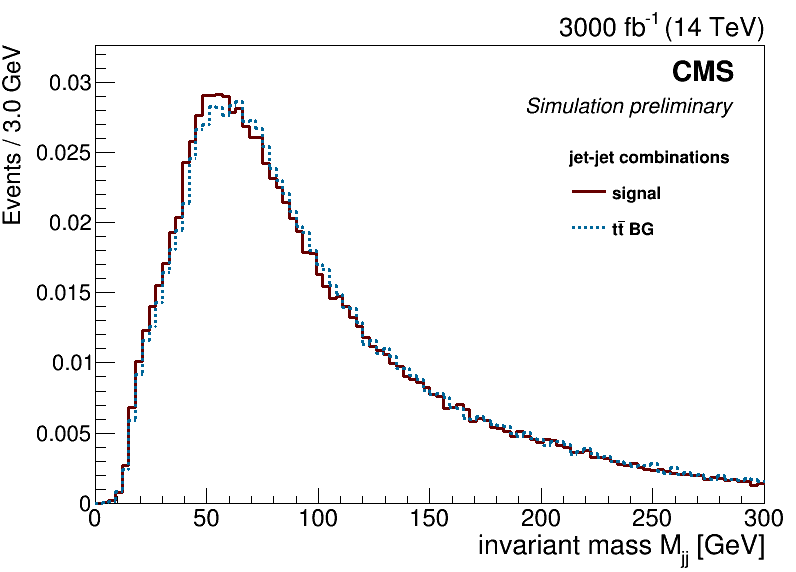 3000 fb⁻¹ (14 TeV)
CMS
Simulation preliminary
jet-jet combinations
signal
tt̄ BG
Events / 3.0 GeV
0.03
0.025
0.02
0.015
0.01
0.005
0
0 50 100 150 200 250 300
invariant mass Mjj [GeV]